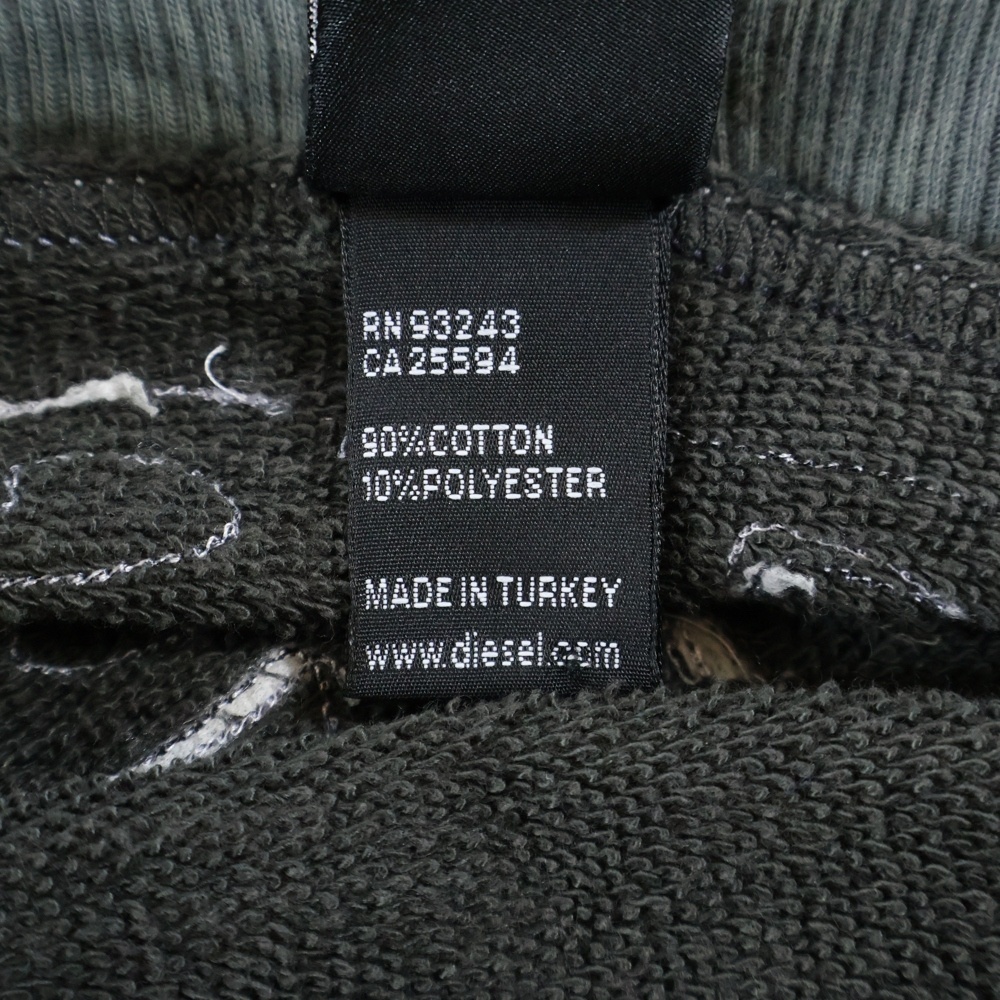 RN 93243
CA 25594
90%COTTON
10%POLYESTER
MADE IN TURKEY
www.diesel.com